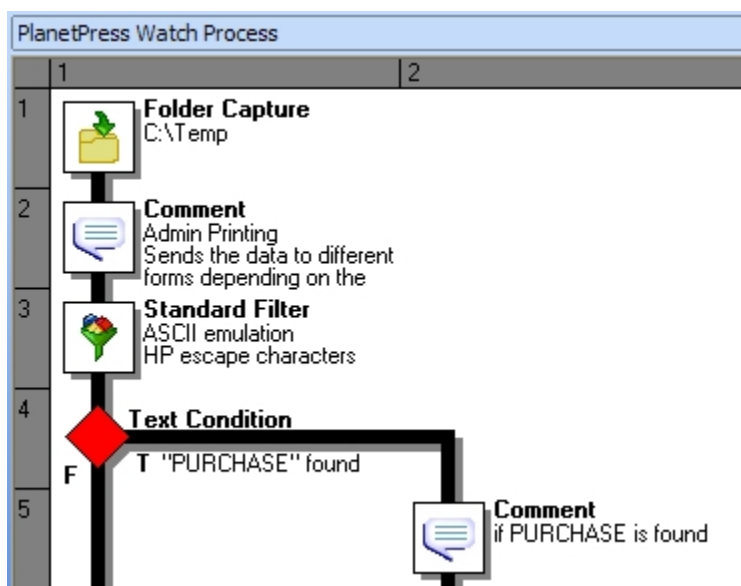 PlanetPress Watch Process
1 2
1
Folder Capture
C:\Temp
2
Comment
Admin Printing
Sends the data to different
forms depending on the
3
Standard Filter
ASCII emulation
HP escape characters
4
Text Condition
F
T "PURCHASE" found
5
Comment
if PURCHASE is found